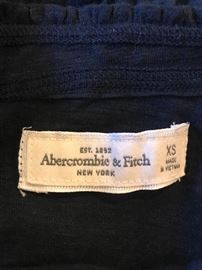 EST. 1892
Abercrombie & Fitch
NEW YORK
XS
MADE
IN VIETNAM